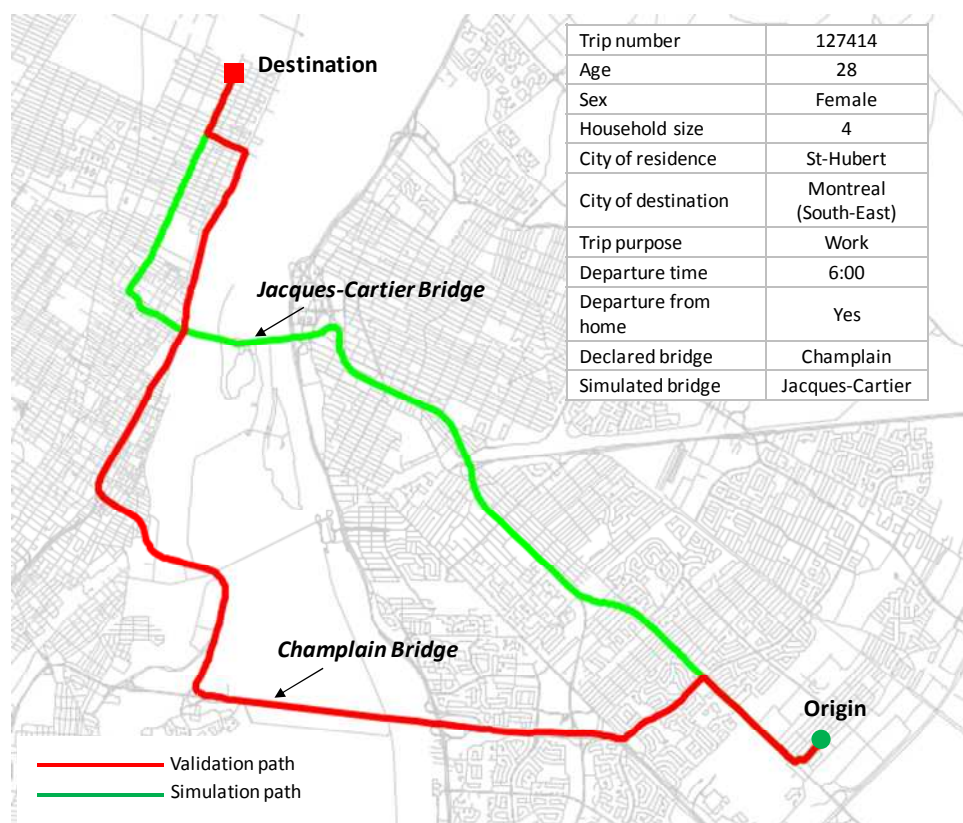 Destination
Jacques-Cartier Bridge
Champlain Bridge
Origin
Validation path
Simulation path
Trip number 127414
Age 28
Sex Female
Household size 4
City of residence St-Hubert
City of destination Montreal
(South-East)
Trip purpose Work
Departure time 6:00
Departure from
home Yes
Declared bridge Champlain
Simulated bridge Jacques-Cartier